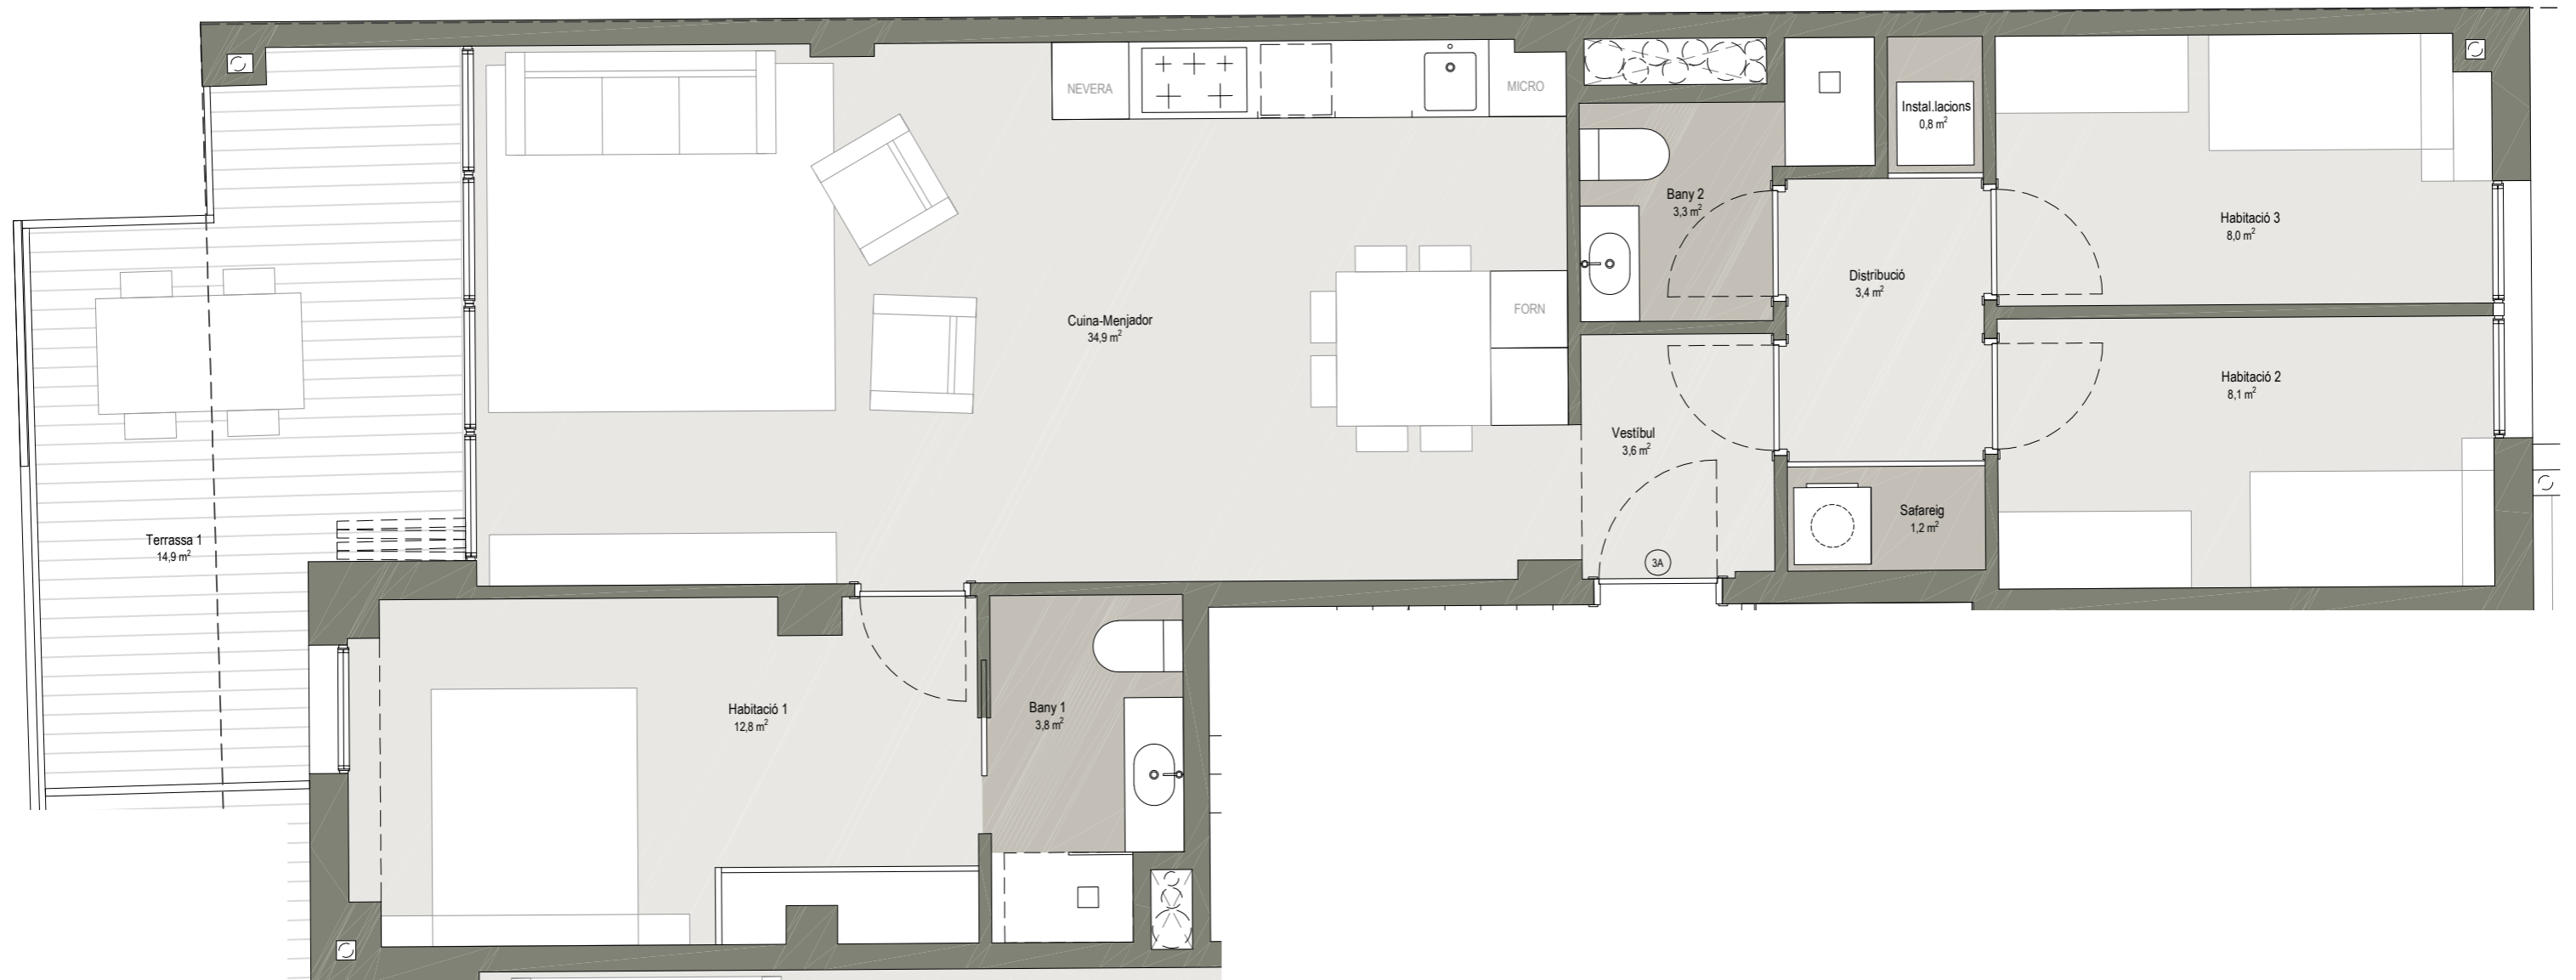 NEVERA
MICRO
Instal.lacions
0,8 m²
Bany 2
3,3 m²
Habitació 3
8,0 m²
Distribució
3,4 m²
Cuina-Menjador
34,9 m²
FORN
Habitació 2
8,1 m²
Vestíbul
3,6 m²
Safareig
1,2 m²
Terrassa 1
14,9 m²
3A
Habitació 1
12,8 m²
Bany 1
3,8 m²